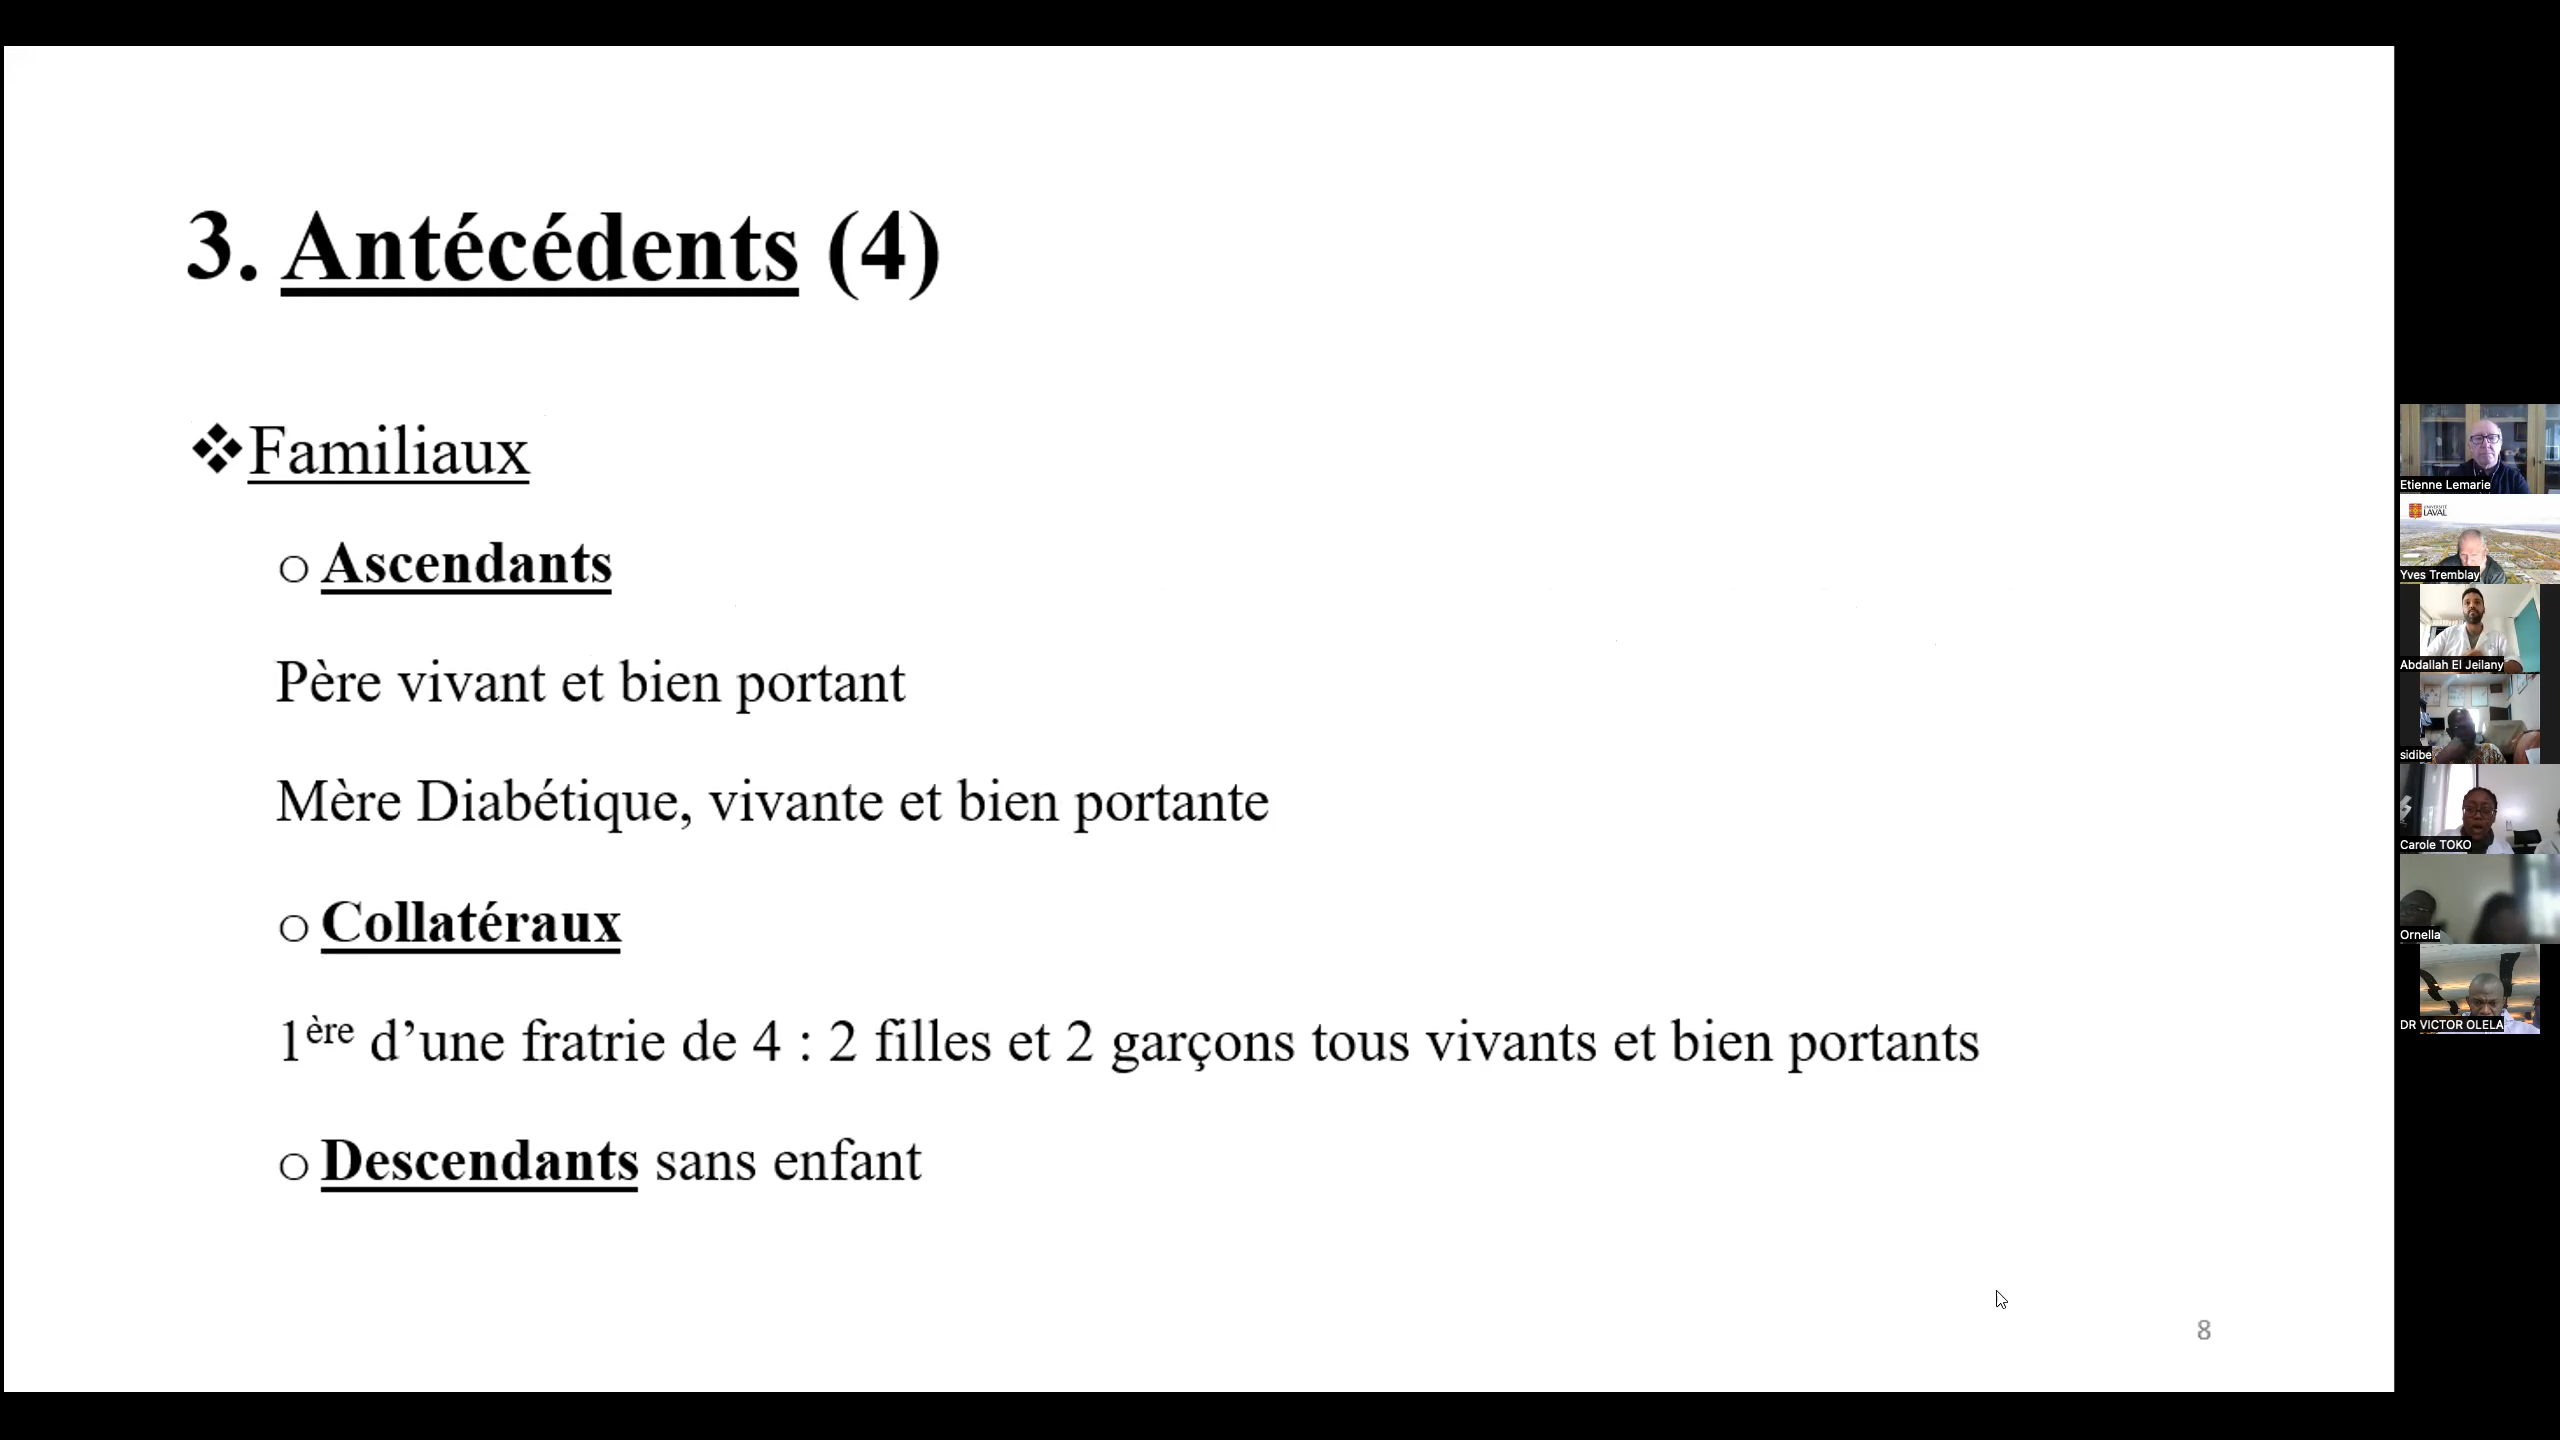 3. Antécédents (4)
❖Familiaux
o Ascendants
Père vivant et bien portant
Mère Diabétique, vivante et bien portante
o Collatéraux
1ère d’une fratrie de 4 : 2 filles et 2 garçons tous vivants et bien portants
o Descendants sans enfant
8
Etienne Lemarie
UNIVERSITÉ
LAVAL
Yves Tremblay
Abdallah El Jeilany
sidibe
Carole TOKO
Ornella
DR VICTOR OLELA